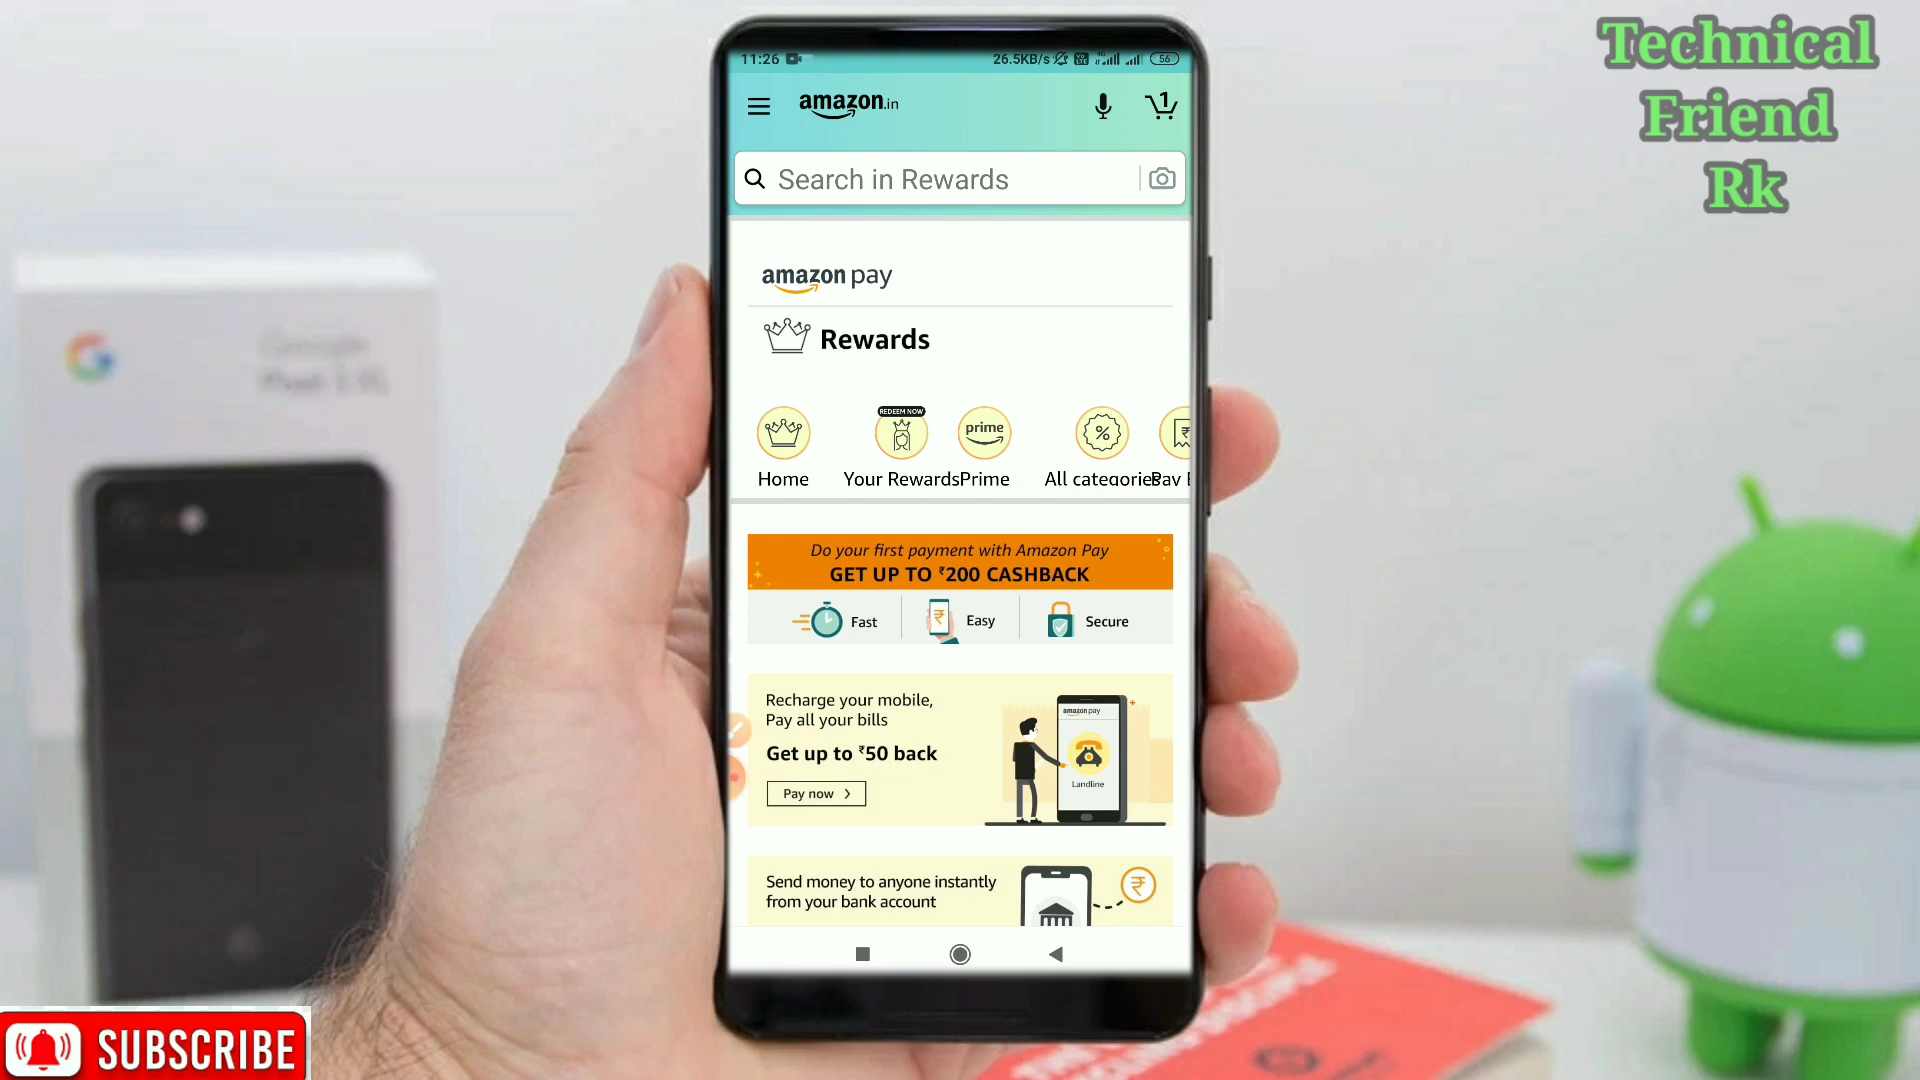 Technical
Friend
Rk
11:26
26.5KB/s
56
amazon.in
1
Search in Rewards
amazon pay
Rewards
REDEEM NOW
prime
Home
Your Rewards
Prime
All categories
Do your first payment with Amazon Pay
GET UP TO ₹200 CASHBACK
Fast
Easy
Secure
Recharge your mobile,
Pay all your bills
Get up to ₹50 back
Pay now >
amazon pay
Landline
Send money to anyone instantly
from your bank account
SUBSCRIBE